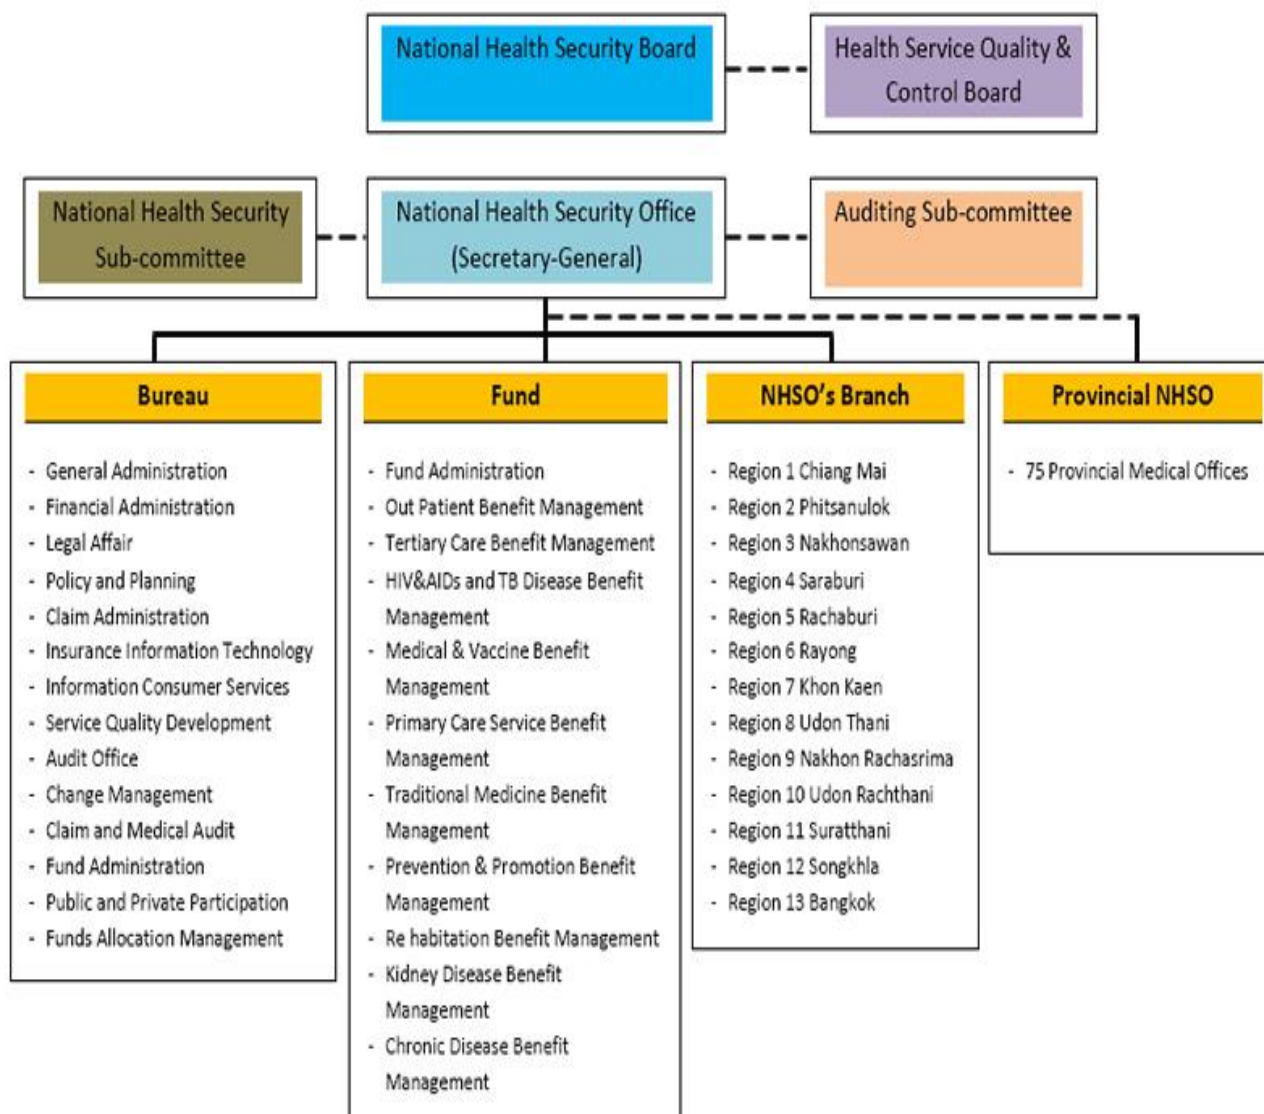 National Health Security Board
Health Service Quality &
Control Board
National Health Security
Sub-committee
National Health Security Office
(Secretary-General)
Auditing Sub-committee
Bureau
- General Administration
- Financial Administration
- Legal Affair
- Policy and Planning
- Claim Administration
- Insurance Information Technology
- Information Consumer Services
- Service Quality Development
- Audit Office
- Change Management
- Claim and Medical Audit
- Fund Administration
- Public and Private Participation
- Funds Allocation Management
Fund
- Fund Administration
- Out Patient Benefit Management
- Tertiary Care Benefit Management
- HIV&AIDs and TB Disease Benefit
Management
- Medical & Vaccine Benefit
Management
- Primary Care Service Benefit
Management
- Traditional Medicine Benefit
Management
- Prevention & Promotion Benefit
Management
- Re habitation Benefit Management
- Kidney Disease Benefit
Management
- Chronic Disease Benefit
Management
NHSO's Branch
- Region 1 Chiang Mai
- Region 2 Phitsanulok
- Region 3 Nakhonsawan
- Region 4 Saraburi
- Region 5 Rachaburi
- Region 6 Rayong
- Region 7 Khon Kaen
- Region 8 Udon Thani
- Region 9 Nakhon Rachasrima
- Region 10 Udon Rachthani
- Region 11 Suratthani
- Region 12 Songkhla
- Region 13 Bangkok
Provincial NHSO
- 75 Provincial Medical Offices